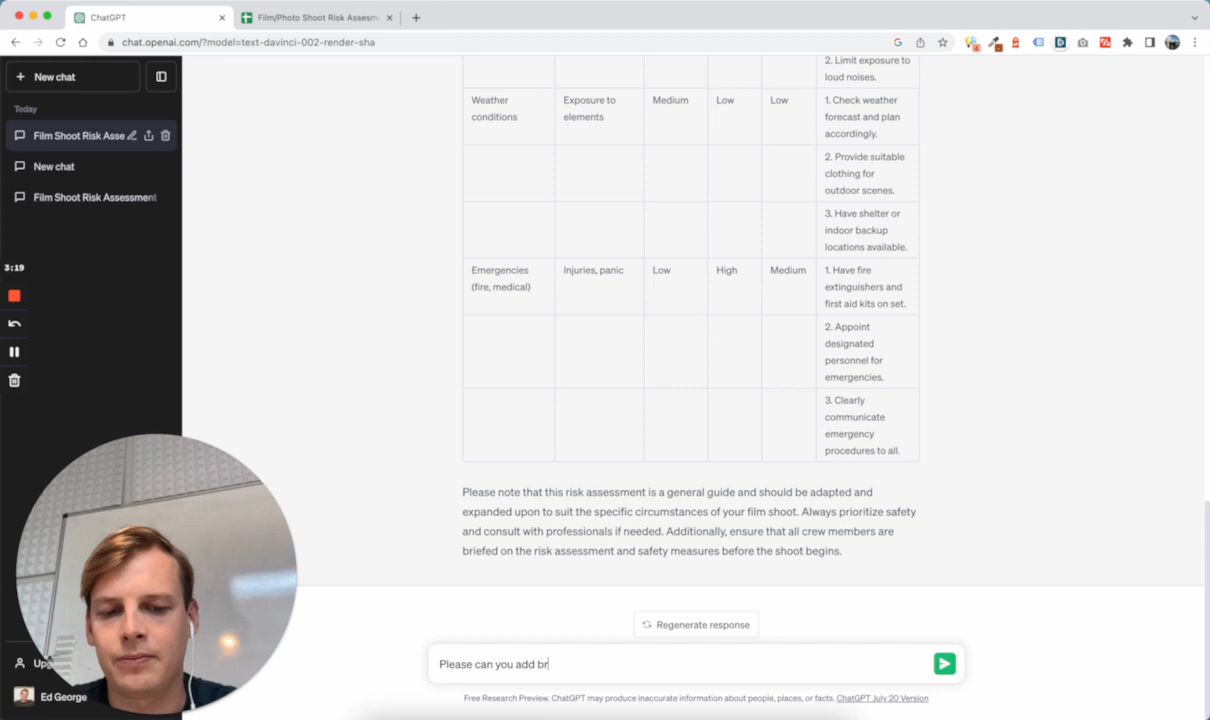 ChatGPT
Film/Photo Shoot Risk Assessm
chat.openai.com/?model=text-davinci-002-render-sha
New chat
Today
Film Shoot Risk Asse
New chat
Film Shoot Risk Assessment
3:19
Ed George
2. Limit exposure to
loud noises.
Weather
conditions
Exposure to
elements
Medium
Low
Low
1. Check weather
forecast and plan
accordingly.
2. Provide suitable
clothing for
outdoor scenes.
3. Have shelter or
indoor backup
locations available.
Emergencies
(fire, medical)
Injuries, panic
Low
High
Medium
1. Have fire
extinguishers and
first aid kits on set.
2. Appoint
designated
personnel for
emergencies.
3. Clearly
communicate
emergency
procedures to all.
Please note that this risk assessment is a general guide and should be adapted and
expanded upon to suit the specific circumstances of your film shoot. Always prioritize safety
and consult with professionals if needed. Additionally, ensure that all crew members are
briefed on the risk assessment and safety measures before the shoot begins.
Regenerate response
Please can you add br
Free Research Preview. ChatGPT may produce inaccurate information about people, places, or facts. ChatGPT July 20 Version